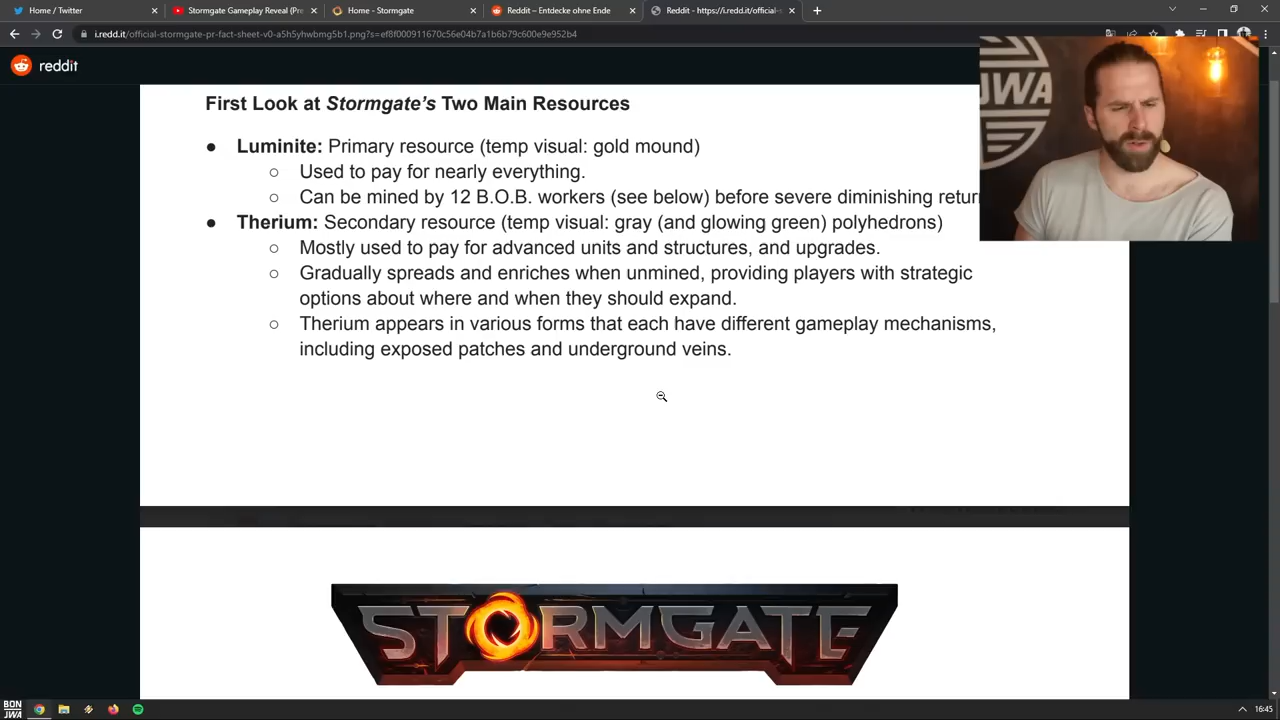 Home / Twitter
Stormgate Gameplay Reveal (Pre
Home - Stormgate
Reddit – Entdecke ohne Ende
Reddit - https://i.redd.it/official-s
i.redd.it/official-stormgate-pr-fact-sheet-v0-a5h5yhwbmg5b1.png?s=ef8f000911670c56e04b7a1b6b79c600e9e952b4
reddit
JWA
First Look at Stormgate's Two Main Resources
● Luminite: Primary resource (temp visual: gold mound)
○ Used to pay for nearly everything.
○ Can be mined by 12 B.O.B. workers (see below) before severe diminishing retur
● Therium: Secondary resource (temp visual: gray (and glowing green) polyhedrons)
○ Mostly used to pay for advanced units and structures, and upgrades.
○ Gradually spreads and enriches when unmined, providing players with strategic
options about where and when they should expand.
○ Therium appears in various forms that each have different gameplay mechanisms,
including exposed patches and underground veins.
STORMGATE
BON
JWA
16:45